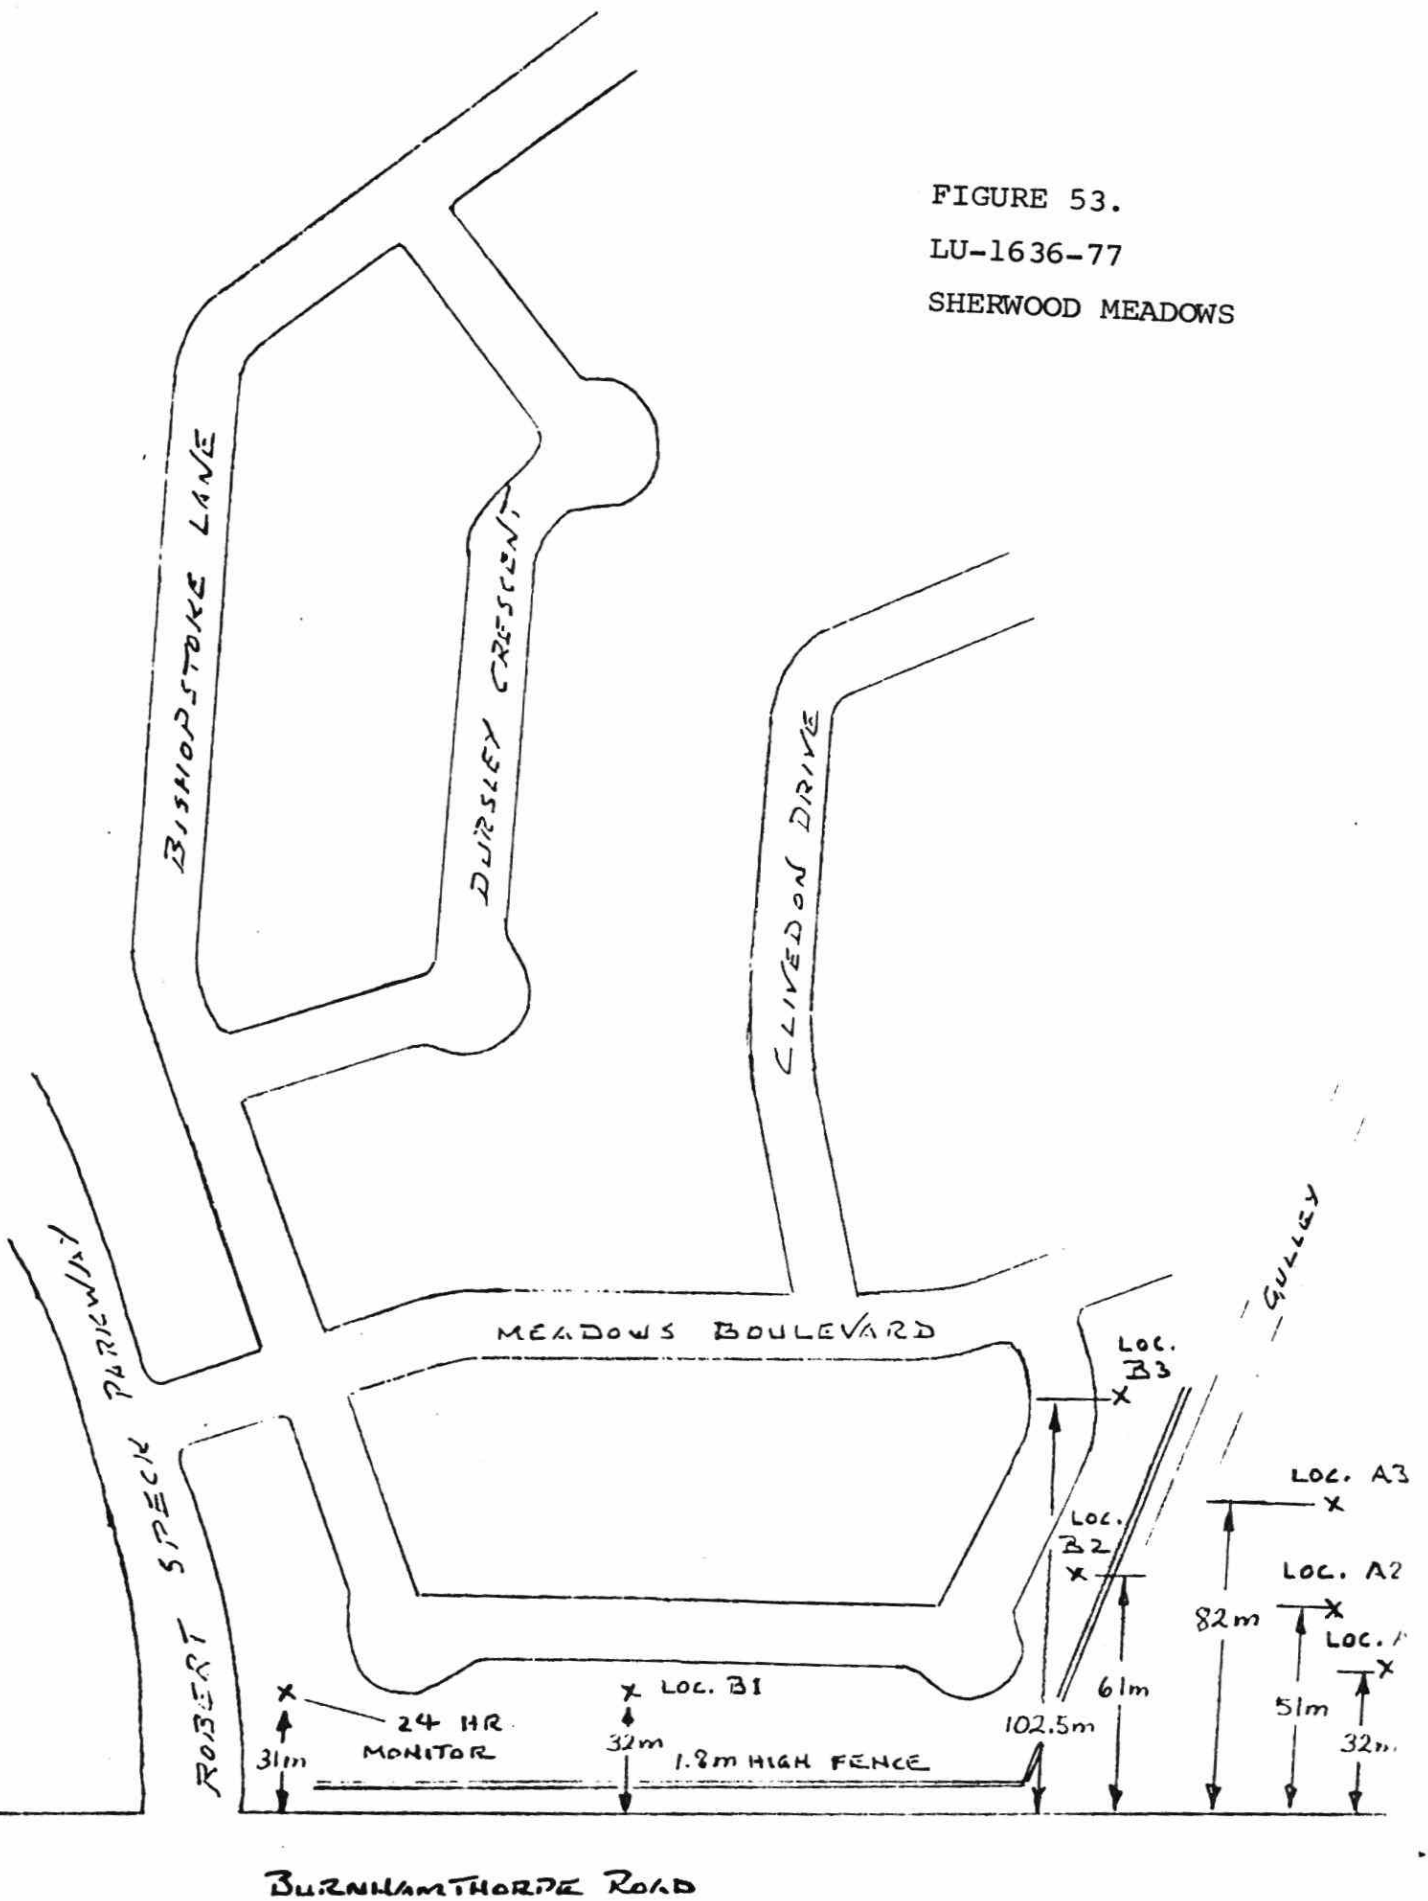 FIGURE 53.
LU-1636-77
SHERWOOD MEADOWS
BISHOPSTOKE LANE
DURSLEY CRESCENT
CLIVEDON DRIVE
GULLEY
ROBERT SPECK PARKWAY
MEADOWS BOULEVARD
LOC.
B3
LOC. A3
LOC.
B2
LOC. A2
82m
LOC.
61m
LOC. B1
24 HR.
MONITOR
102.5m
51m
32m
31m
32m.
1.8m HIGH FENCE
BURNHAMTHORPE ROAD